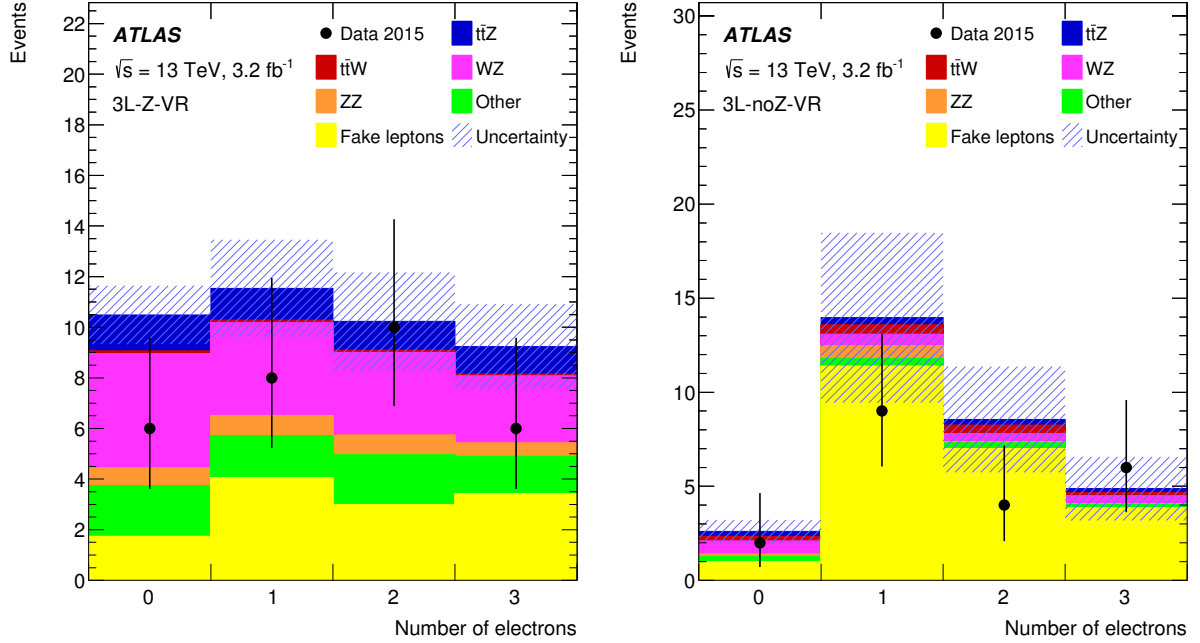 Events
22
20
18
16
14
12
10
8
6
4
2
0
ATLAS
√s = 13 TeV, 3.2 fb⁻¹
3L-Z-VR
Data 2015
tt̄Z
tt̄W
WZ
ZZ
Other
Fake leptons
Uncertainty
0 1 2 3
Number of electrons
Events
30
25
20
15
10
5
0
ATLAS
√s = 13 TeV, 3.2 fb⁻¹
3L-noZ-VR
Data 2015
tt̄Z
tt̄W
WZ
ZZ
Other
Fake leptons
Uncertainty
0 1 2 3
Number of electrons